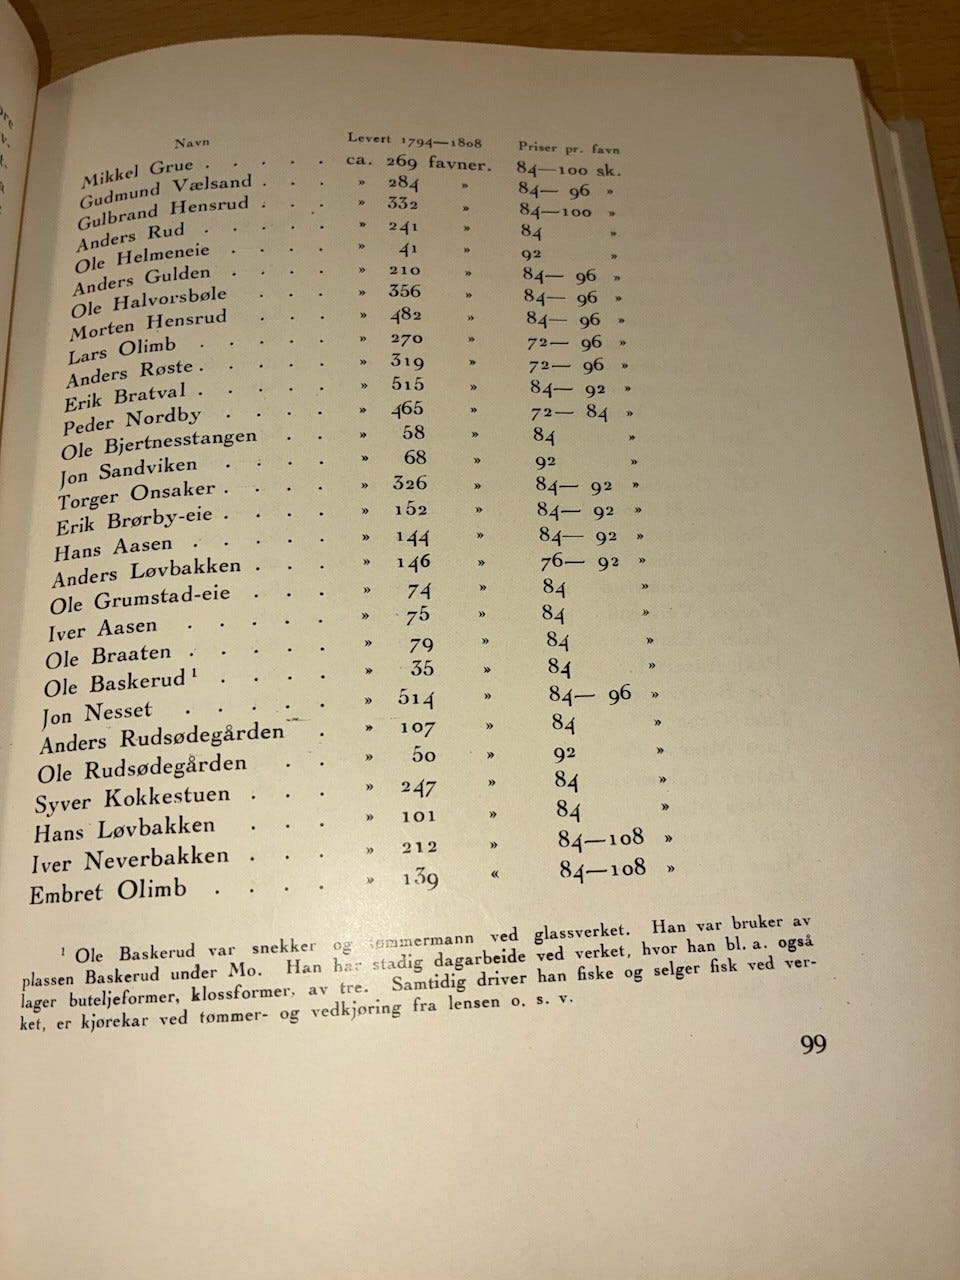 Navn Levert 1794—1808 Priser pr. favn
Mikkel Grue . . . . . ca. 269 favner. 84—100 sk.
Gudmund Vælsand . . . » 284 » 84— 96 »
Gulbrand Hensrud . . . » 332 » 84—100 »
Anders Rud . . . . . » 241 » 84 »
Ole Helmeneie . . . . » 41 » 92 »
Anders Gulden . . . . » 210 » 84— 96 »
Ole Halvorsbøle . . . » 356 » 84— 96 »
Morten Hensrud . . . » 482 » 84— 96 »
Lars Olimb . . . . . » 270 » 72— 96 »
Anders Røste . . . . . » 319 » 72— 96 »
Erik Bratval . . . . . » 515 » 84— 92 »
Peder Nordby . . . . » 465 » 72— 84 »
Ole Bjertnesstangen . . » 58 » 84 »
Jon Sandviken . . . . » 68 » 92 »
Torger Onsaker . . . . » 326 » 84— 92 »
Erik Brørby-eie . . . . » 152 » 84— 92 »
Hans Aasen . . . . . » 144 » 84— 92 »
Anders Løvbakken . . . » 146 » 76— 92 »
Ole Grumstad-eie . . . » 74 » 84 »
Iver Aasen . . . . . » 75 » 84 »
Ole Braaten . . . . . » 79 » 84 »
Ole Baskerud ¹ . . . . » 35 » 84 »
Jon Nesset . . . . . » 514 » 84— 96 »
Anders Rudsødegården . » 107 » 84 »
Ole Rudsødegården . . » 50 » 92 »
Syver Kokkestuen . . . » 247 » 84 »
Hans Løvbakken . . . » 101 » 84 »
Iver Neverbakken . . . » 212 » 84—108 »
Embret Olimb . . . . » 139 « 84—108 »
¹ Ole Baskerud var snekker og tømmermann ved glassverket. Han var bruker av
plassen Baskerud under Mo. Han har stadig dagarbeide ved verket, hvor han bl. a. også
lager buteljeformer, klossformer, av tre. Samtidig driver han fiske og selger fisk ved ver-
ket, er kjørekar ved tømmer- og vedkjøring fra lensen o. s. v.
99